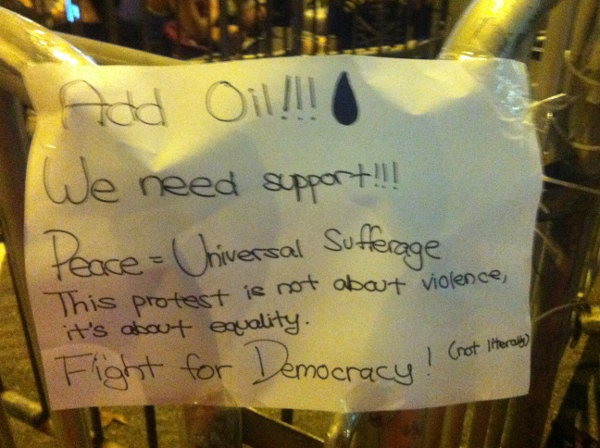 Add Oil!!!
We need support!!!
Peace = Universal Sufferage
This protest is not about violence,
it's about equality.
Fight for Democracy! (not literally)